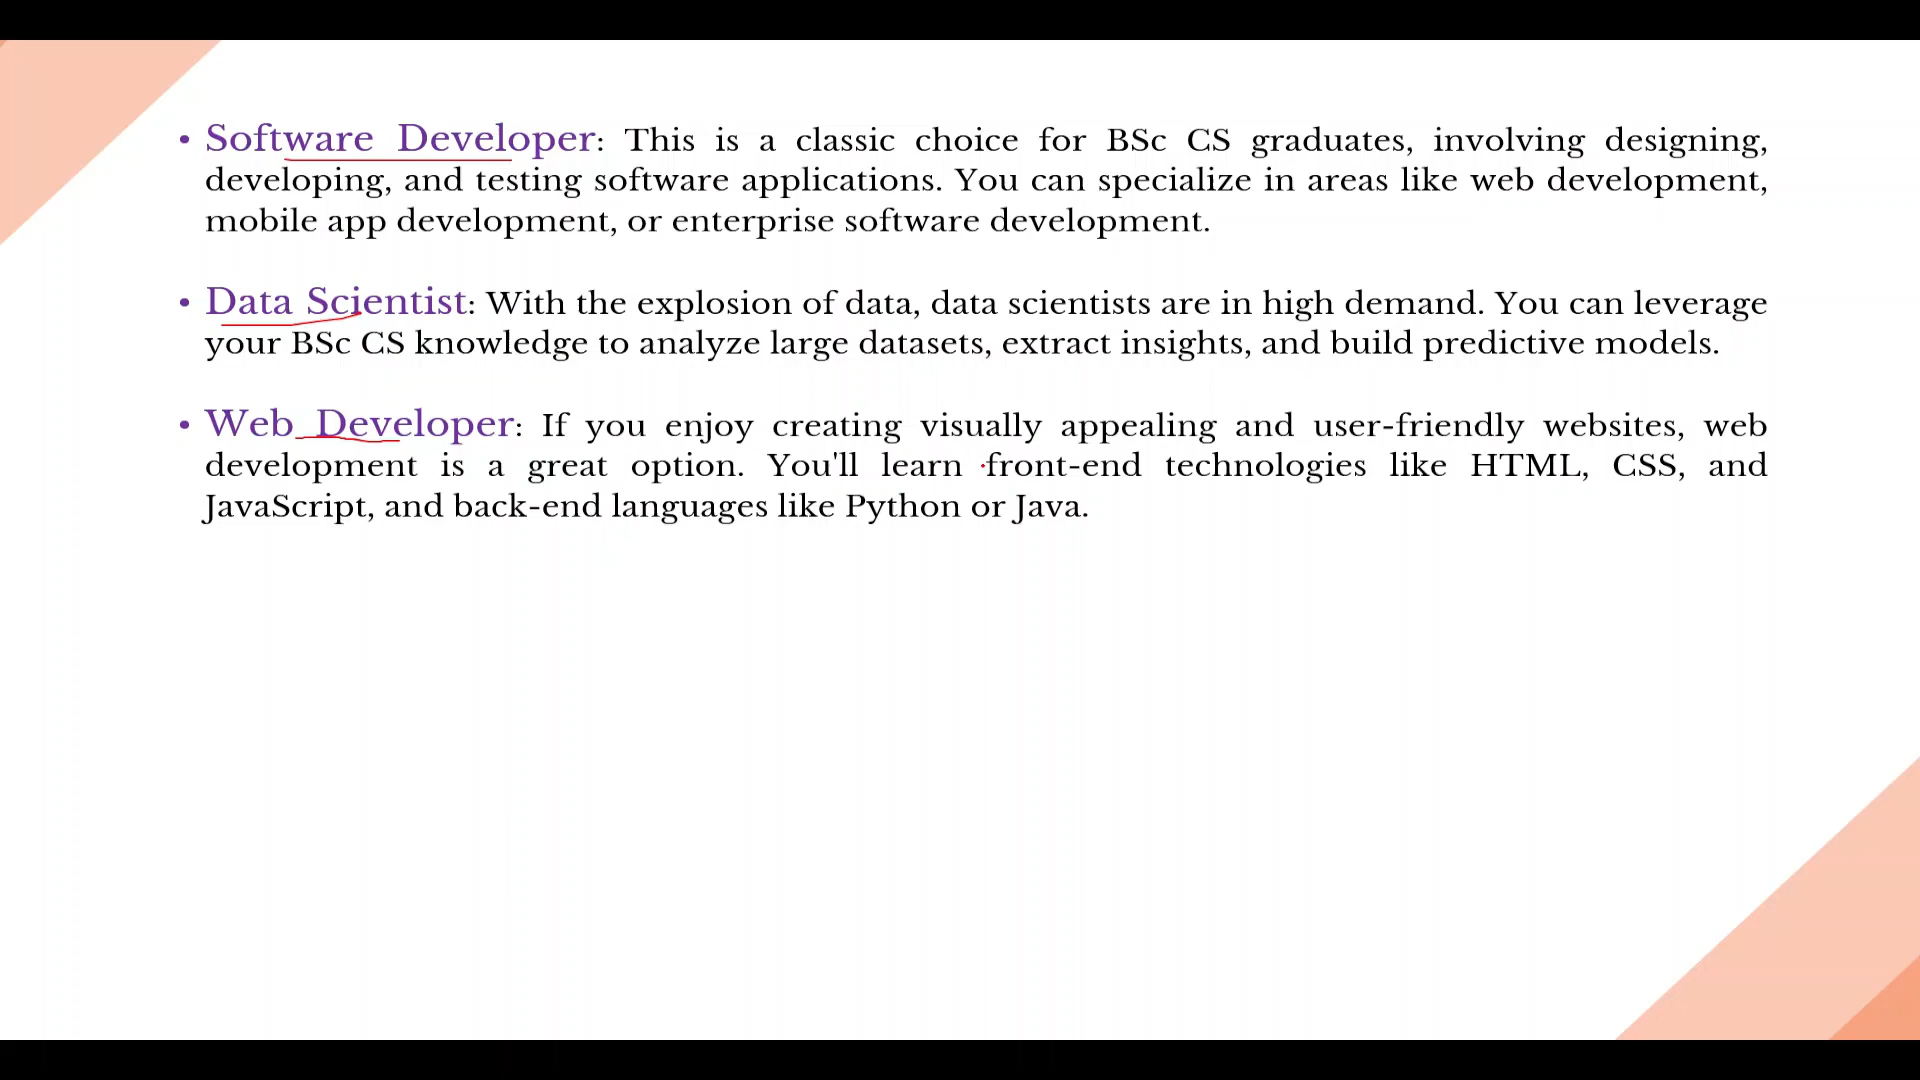 • Software Developer: This is a classic choice for BSc CS graduates, involving designing,
developing, and testing software applications. You can specialize in areas like web development,
mobile app development, or enterprise software development.
• Data Scientist: With the explosion of data, data scientists are in high demand. You can leverage
your BSc CS knowledge to analyze large datasets, extract insights, and build predictive models.
• Web Developer: If you enjoy creating visually appealing and user-friendly websites, web
development is a great option. You'll learn front-end technologies like HTML, CSS, and
JavaScript, and back-end languages like Python or Java.